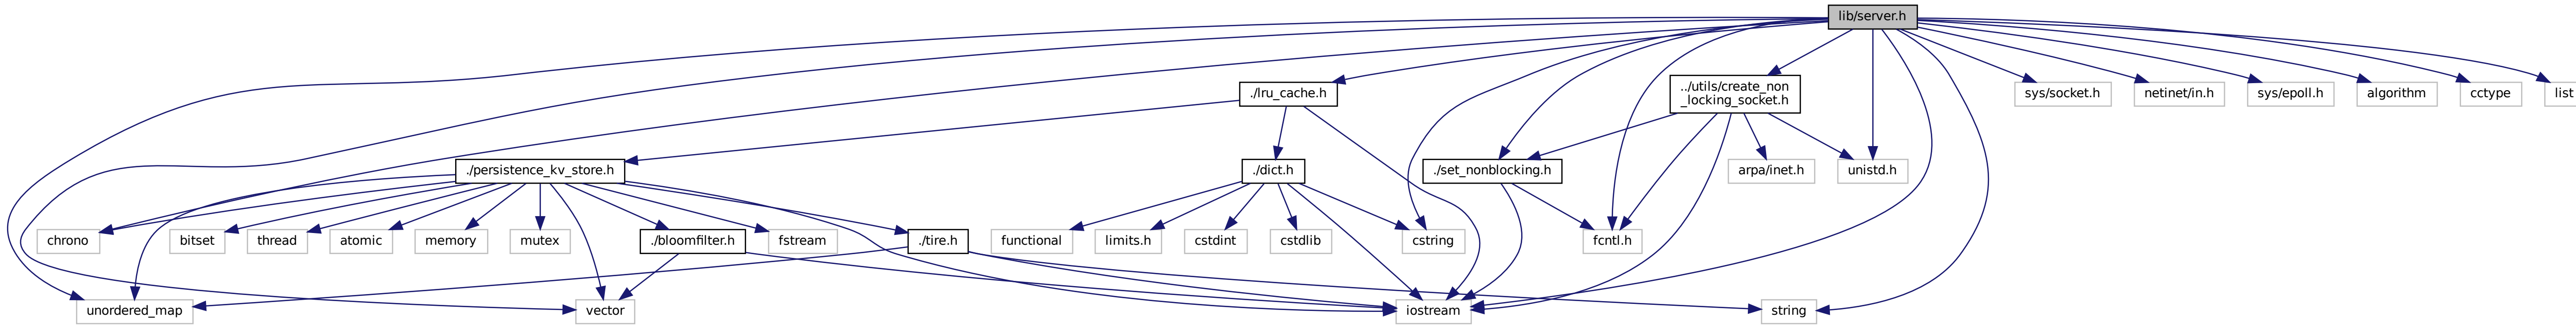 lib/server.h
./lru_cache.h
../utils/create_non
_locking_socket.h
sys/socket.h
netinet/in.h
sys/epoll.h
algorithm
cctype
list
./persistence_kv_store.h
./dict.h
./set_nonblocking.h
arpa/inet.h
unistd.h
chrono
bitset
thread
atomic
memory
mutex
./bloomfilter.h
fstream
./tire.h
functional
limits.h
cstdint
cstdlib
cstring
fcntl.h
unordered_map
vector
iostream
string